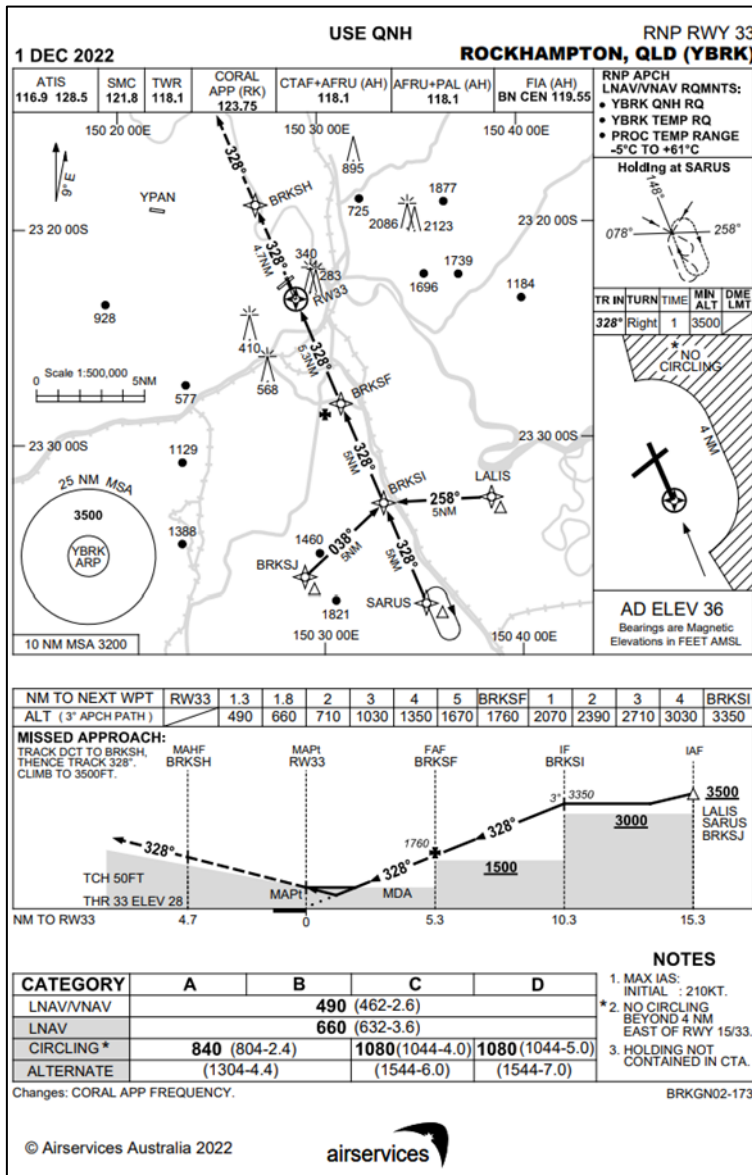 USE QNH
RNP RWY 33
1 DEC 2022
ROCKHAMPTON, QLD (YBRK)
ATIS
116.9 128.5
SMC
121.8
TWR
118.1
CORAL
APP (RK)
123.75
CTAF+AFRU (AH)
118.1
AFRU+PAL (AH)
118.1
FIA (AH)
BN CEN 119.55
RNP APCH
LNAV/VNAV RQMNTS:
• YBRK QNH RQ
• YBRK TEMP RQ
• PROC TEMP RANGE
-5°C TO +61°C
150 20 00E
150 30 00E
150 40 00E
9° E
YPAN
328°
BRKSH
895
725
1877
2086
2123
23 20 00S
23 20 00S
328°
4.7NM
340
283
RW33
1739
1696
1184
928
410
Scale 1:500,000
0
5NM
568
577
328°
5.3NM
BRKSF
23 30 00S
23 30 00S
1129
328°
5NM
BRKSI
LALIS
258°
5NM
25 NM MSA
3500
YBRK
ARP
1388
1460
038°
5NM
BRKSJ
328°
5NM
SARUS
1821
10 NM MSA 3200
150 30 00E
150 40 00E
Holding at SARUS
148°
078°
258°
TR IN TURN TIME MIN ALT DME LMT
328° Right 1 3500
* NO
CIRCLING
4 NM
AD ELEV 36
Bearings are Magnetic
Elevations in FEET AMSL
NM TO NEXT WPT RW33 1.3 1.8 2 3 4 5 BRKSF 1 2 3 4 BRKSI
ALT (3° APCH PATH) 490 660 710 1030 1350 1670 1760 2070 2390 2710 3030 3350
MISSED APPROACH:
TRACK DCT TO BRKSH,
THENCE TRACK 328°.
CLIMB TO 3500FT.
MAHF
BRKSH
MAPt
RW33
FAF
BRKSF
IF
BRKSI
IAF
3° 3350
3500
LALIS
SARUS
BRKSJ
3000
328°
1760
328°
328°
1500
TCH 50FT
MAPt
MDA
THR 33 ELEV 28
NM TO RW33 4.7 0 5.3 10.3 15.3
CATEGORY A B C D
LNAV/VNAV 490 (462-2.6)
LNAV 660 (632-3.6)
CIRCLING* 840 (804-2.4) 1080(1044-4.0) 1080 (1044-5.0)
ALTERNATE (1304-4.4) (1544-6.0) (1544-7.0)
NOTES
1. MAX IAS:
INITIAL : 210KT.
* 2. NO CIRCLING
BEYOND 4 NM
EAST OF RWY 15/33.
3. HOLDING NOT
CONTAINED IN CTA.
Changes: CORAL APP FREQUENCY.
BRKGN02-173
© Airservices Australia 2022
airservices